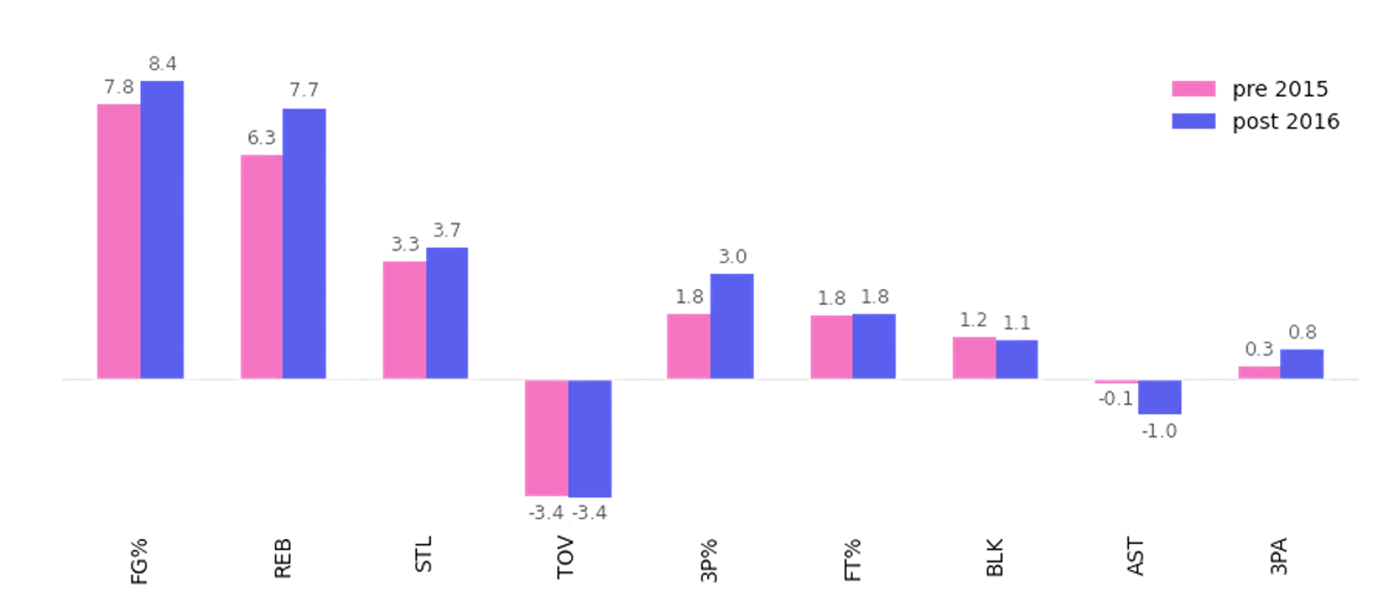 8.4
7.8
7.7
6.3
3.3
3.7
-3.4 -3.4
1.8
3.0
1.8
1.8
1.2
1.1
-0.1
-1.0
0.3
0.8
pre 2015
post 2016
FG%
REB
STL
TOV
3P%
FT%
BLK
AST
3PA